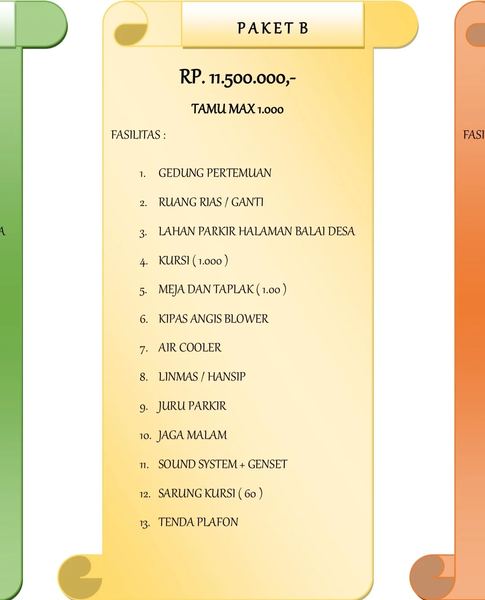 PAKET B
RP. 11.500.000,-
TAMU MAX 1.000
FASILITAS :
1. GEDUNG PERTEMUAN
2. RUANG RIAS / GANTI
3. LAHAN PARKIR HALAMAN BALAI DESA
4. KURSI ( 1.000 )
5. MEJA DAN TAPLAK ( 1.00 )
6. KIPAS ANGIS BLOWER
7. AIR COOLER
8. LINMAS / HANSIP
9. JURU PARKIR
10. JAGA MALAM
11. SOUND SYSTEM + GENSET
12. SARUNG KURSI ( 60 )
13. TENDA PLAFON
A
FASI